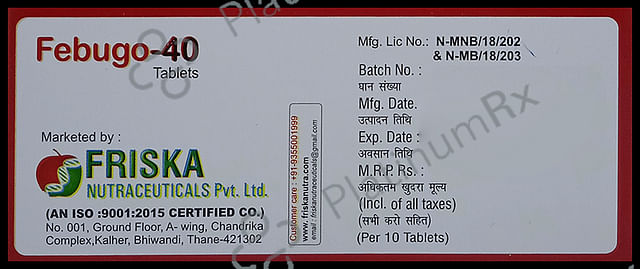 Febugo-40
Tablets
Marketed by :
FRISKA
NUTRACEUTICALS Pvt. Ltd.
(AN ISO :9001:2015 CERTIFIED CO.)
No. 001, Ground Floor, A- wing, Chandrika
Complex,Kalher, Bhiwandi, Thane-421302
Customer care : +91-9355001999
www.friskanutra.com
email : friskanutraceuticals@gmail.com
Mfg. Lic No.: N-MNB/18/202
& N-MB/18/203
Batch No. :
घान संख्या
Mfg. Date.
उत्पादन तिथि
Exp. Date :
अवसान तिथि
M.R.P. Rs. :
अधिकतम खुदरा मूल्य
(Incl. of all taxes)
(सभी करो सहित)
(Per 10 Tablets)
PlatinumRx